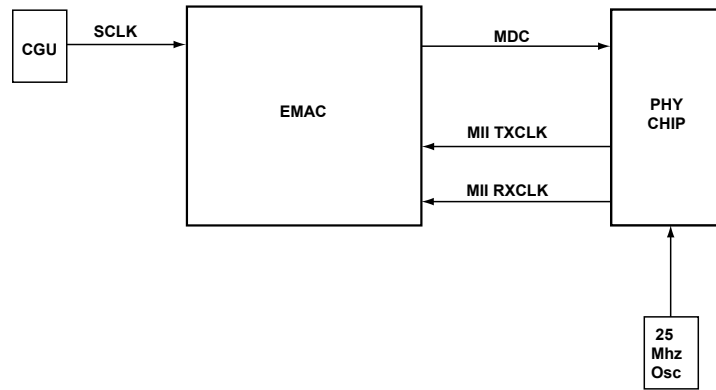 SCLK
CGU
MDC
EMAC
PHY
CHIP
MII TXCLK
MII RXCLK
25
Mhz
Osc